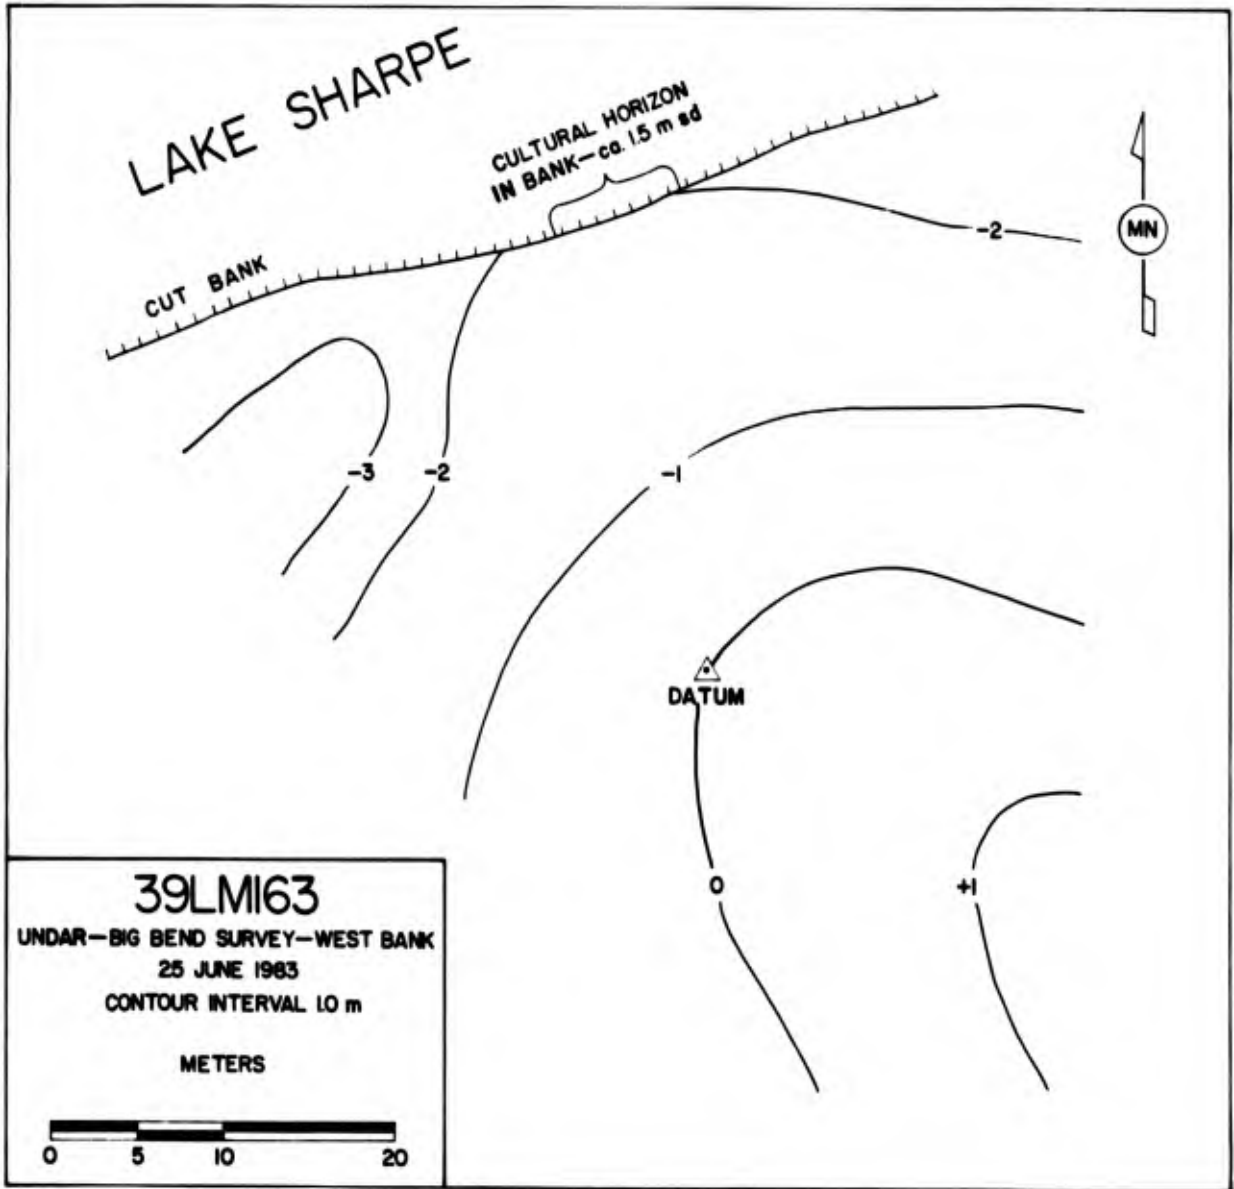 LAKE SHARPE
CULTURAL HORIZON
IN BANK—ca. 1.5 m sd
CUT BANK
MN
-2
-3
-2
-1
DATUM
0
+1
39LM163
UNDAR—BIG BEND SURVEY—WEST BANK
25 JUNE 1983
CONTOUR INTERVAL 1.0 m
METERS
0 5 10 20